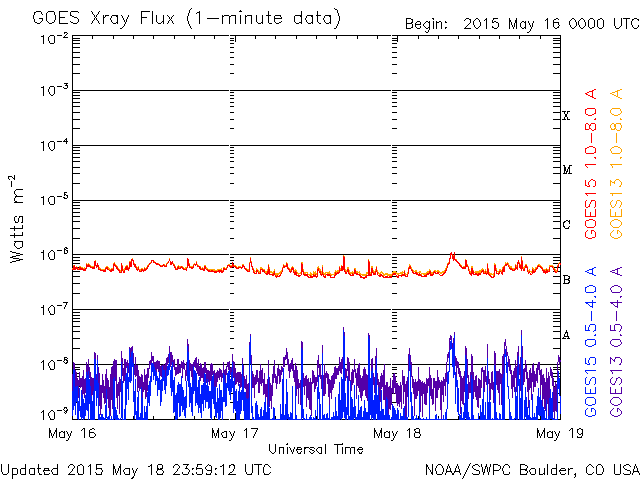 GOES Xray Flux (1-minute data)
Begin: 2015 May 16 0000 UTC
10-2
10-3
10-4
10-5
10-6
10-7
10-8
10-9
Watts m-2
X
M
C
B
A
GOES15 1.0-8.0 A
GOES13 1.0-8.0 A
GOES15 0.5-4.0 A
GOES13 0.5-4.0 A
May 16 May 17 May 18 May 19
Universal Time
Updated 2015 May 18 23:59:12 UTC
NOAA/SWPC Boulder, CO USA